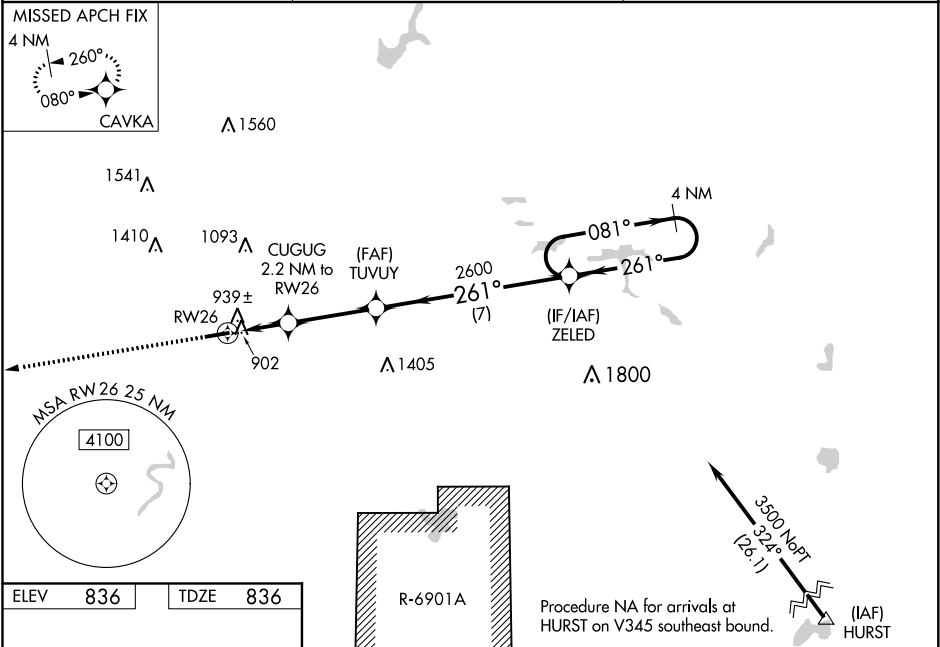 MISSED APCH FIX
4 NM
260°
080°
CAVKA
1560
1541
1410
1093
4 NM
081°
261°
CUGUG
2.2 NM to
RW26
(FAF)
TUVUY
2600
261°
(7)
(IF/IAF)
ZELED
939±
RW26
902
1405
1800
MSA RW 26 25 NM
4100
3500 NoPT
324°
(26.1)
(IAF)
HURST
R-6901A
Procedure NA for arrivals at
HURST on V345 southeast bound.
ELEV 836
TDZE 836